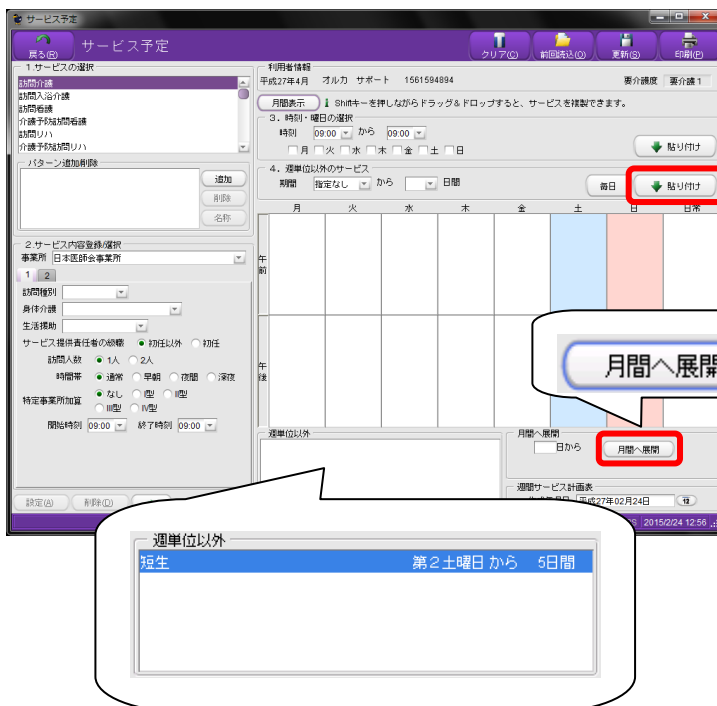 サービス予定
戻る(R)
サービス予定
クリア(C)
前回読込(O)
更新(S)
印刷(P)
1.サービスの選択
訪問介護
訪問入浴介護
訪問看護
介護予防訪問看護
訪問リハ
介護予防訪問リハ
パターン追加削除
追加
削除
名称
2.サービス内容登録/選択
事業所 日本医師会事業所
1 2
訪問種別
身体介護
生活援助
サービス提供責任者の経験 初任以外 初任
訪問人数 1人 2人
時間帯 通常 早朝 夜間 深夜
特定事業所加算 なし I型 II型
III型 IV型
開始時刻 09:00 終了時刻 09:00
設定(A) 削除(D)
利用者情報
平成27年4月 オルカ サポート 1561594894 要介護度 要介護1
月間表示 Shiftキーを押しながらドラッグ&ドロップすると、サービスを複製できます。
3.時刻・曜日の選択
時刻 09:00 から 09:00
月 火 水 木 金 土 日
貼り付け
4.週単位以外のサービス
期間 指定なし から 日間
毎日
貼り付け
月 火 水 木 金 土 日 日常
午前
午後
月間へ展開
週単位以外
月間へ展開
日から 月間へ展開
週間サービス計画表
平成27年02月24日
2015/2/24 12:56
週単位以外
短生 第2土曜日 から 5日間